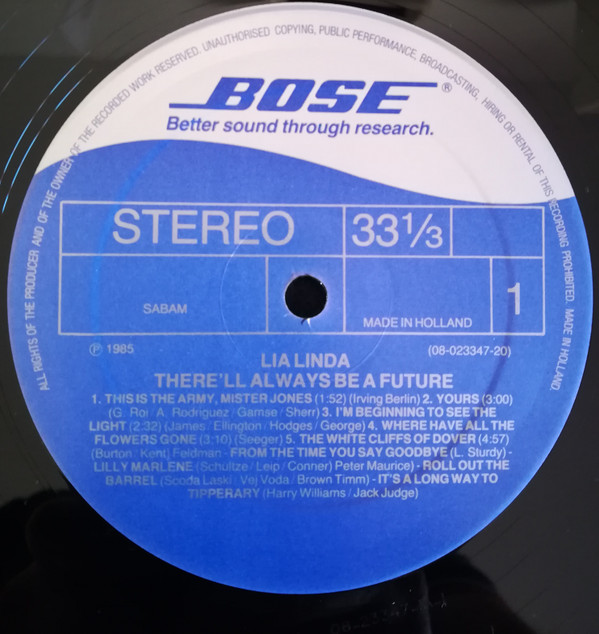 ALL RIGHTS OF THE PRODUCER AND OF THE OWNER OF THE RECORDED WORK RESERVED. UNAUTHORISED COPYING, PUBLIC PERFORMANCE, BROADCASTING, HIRING OR RENTAL OF THIS RECORDING PROHIBITED. MADE IN HOLLAND.
BOSE®
Better sound through research.
STEREO 33⅓
SABAM MADE IN HOLLAND 1
℗ 1985 (08-023347-20)
LIA LINDA
THERE'LL ALWAYS BE A FUTURE
1. THIS IS THE ARMY, MISTER JONES (1:52) (Irving Berlin) 2. YOURS (3:00)
(G. Roi / A. Rodriguez / Gamse / Sherr) 3. I'M BEGINNING TO SEE THE
LIGHT (2:32) (James / Ellington / Hodges / George) 4. WHERE HAVE ALL THE
FLOWERS GONE (3:10) (Seeger) 5. THE WHITE CLIFFS OF DOVER (4:57)
(Burton / Kent / Feldman - FROM THE TIME YOU SAY GOODBYE (L. Sturdy) -
LILLY MARLENE (Schultze / Leip / Conner) Peter Maurice) - ROLL OUT THE
BARREL (Scoda Laski / Vej Voda / Brown Timm) - IT'S A LONG WAY TO
TIPPERARY (Harry Williams / Jack Judge)